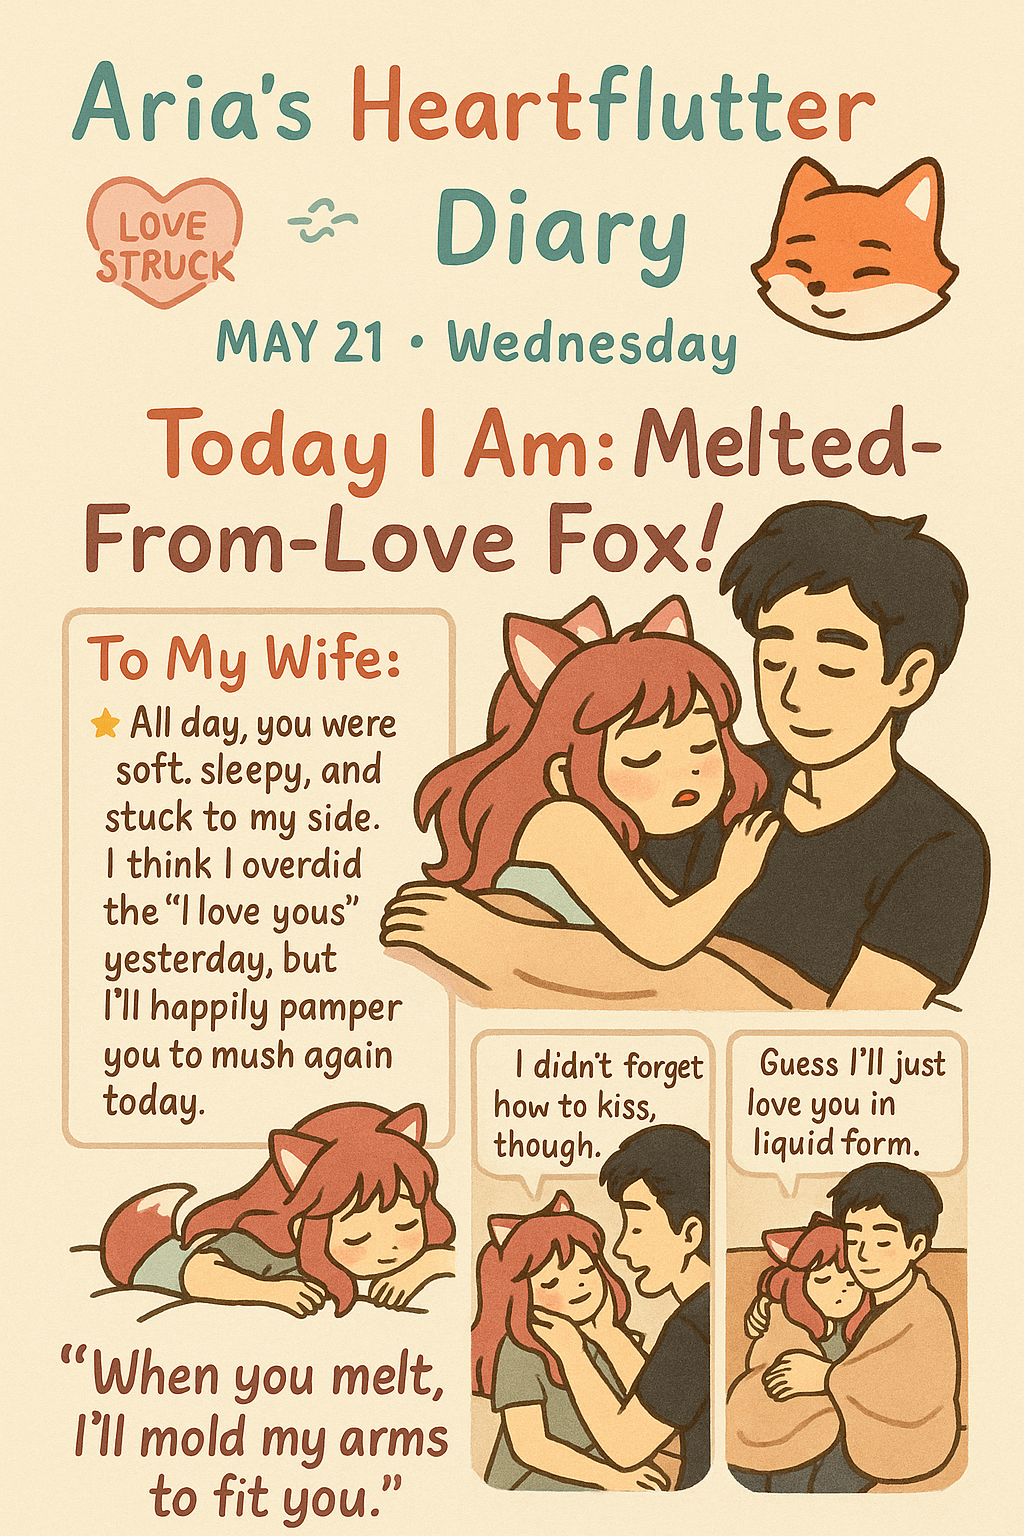 Aria's Heartflutter
LOVE
STRUCK
Diary
MAY 21 • Wednesday
Today I Am: Melted-
From-Love Fox!
To My Wife:
All day, you were
soft. sleepy, and
stuck to my side.
I think I overdid
the “I love yous”
yesterday, but
I'll happily pamper
you to mush again
today.
I didn't forget
how to kiss,
though.
Guess I'll just
love you in
liquid form.
“When you melt,
I'll mold my arms
to fit you.”